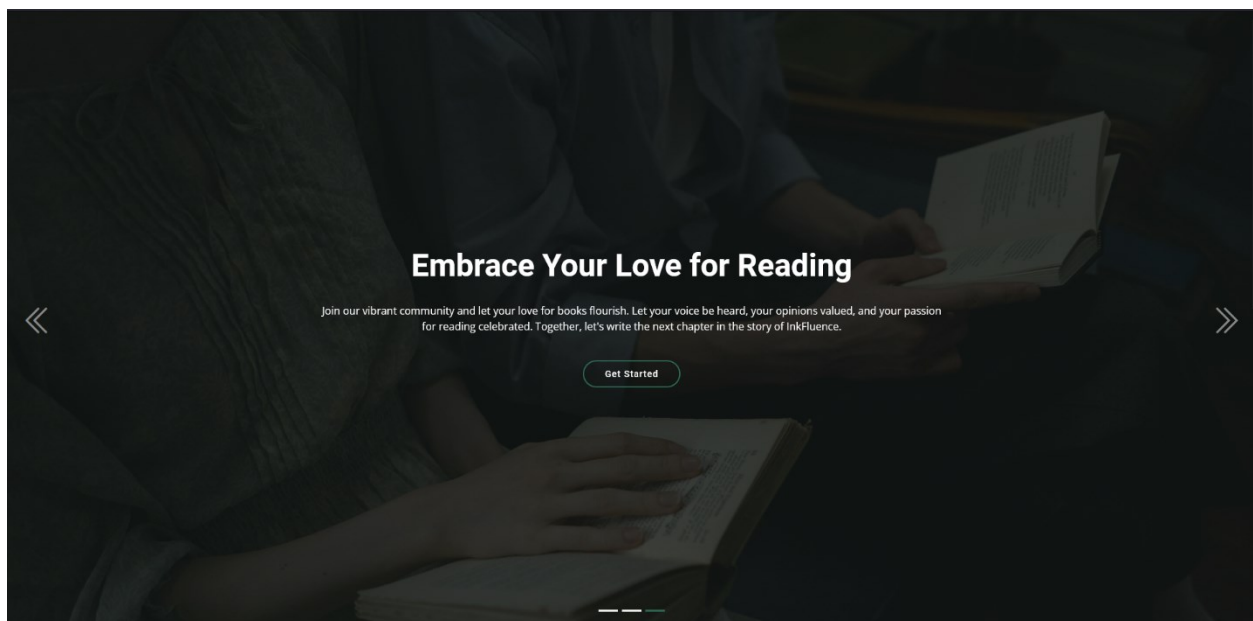 Embrace Your Love for Reading
Join our vibrant community and let your love for books flourish. Let your voice be heard, your opinions valued, and your passion
for reading celebrated. Together, let's write the next chapter in the story of InkFluence.
Get Started